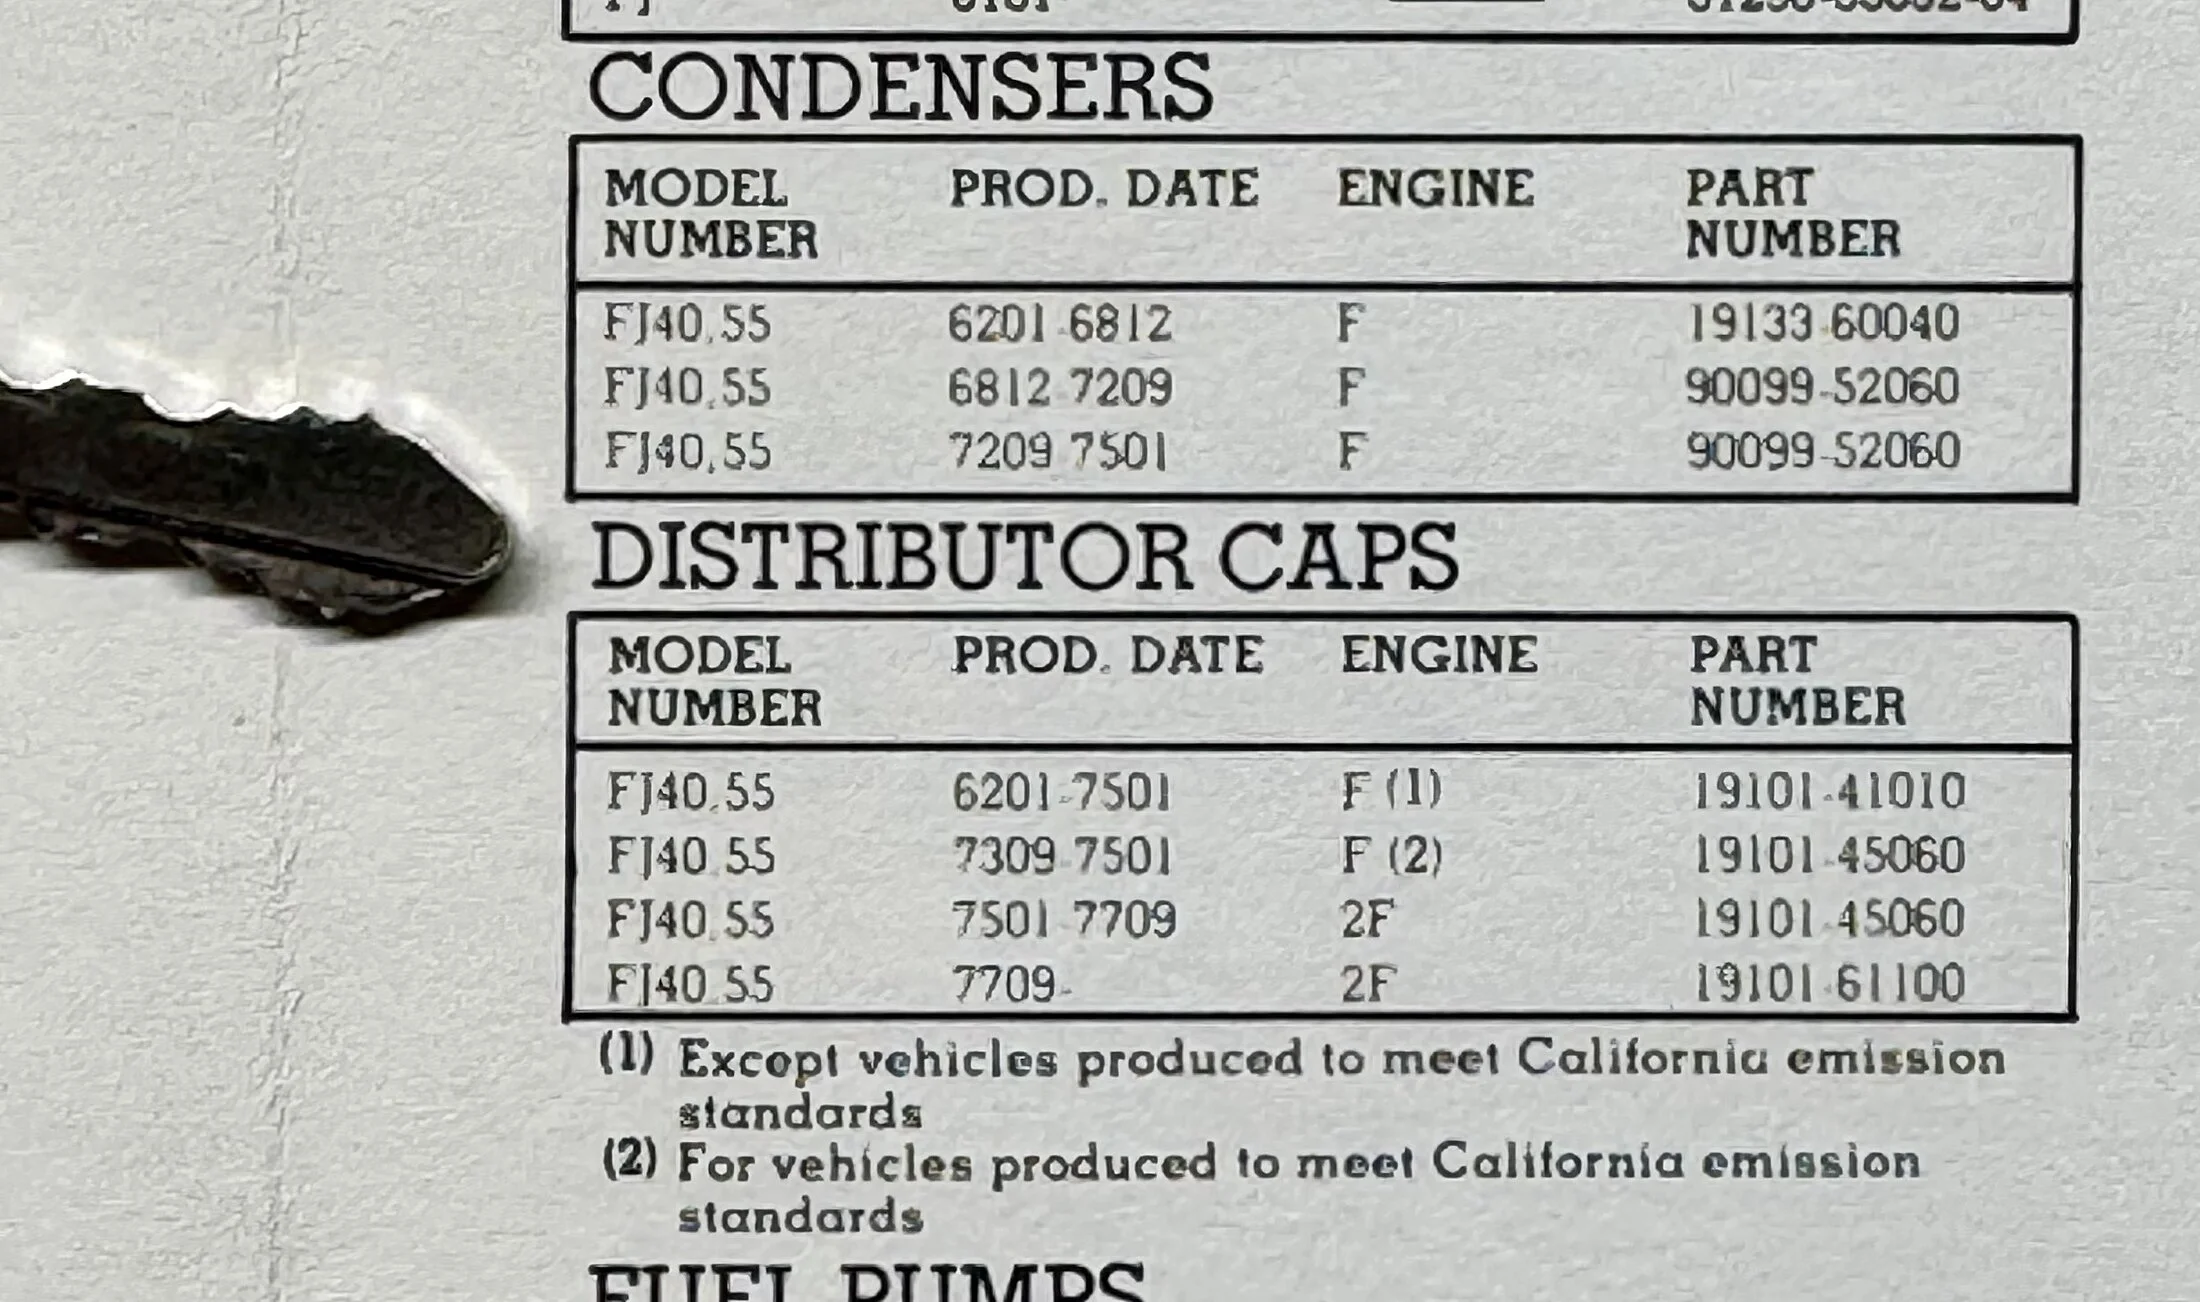 CONDENSERS
MODEL NUMBER PROD. DATE ENGINE PART NUMBER
FJ40,55 6201-6812 F 19133-60040
FJ40,55 6812-7209 F 90099-52060
FJ40,55 7209-7501 F 90099-52060
DISTRIBUTOR CAPS
MODEL NUMBER PROD. DATE ENGINE PART NUMBER
FJ40,55 6201-7501 F (1) 19101-41010
FJ40,55 7309-7501 F (2) 19101-45060
FJ40,55 7501-7709 2F 19101-45060
FJ40,55 7709- 2F 19101-61100
(1) Except vehicles produced to meet California emission
standards
(2) For vehicles produced to meet California emission
standards
FUEL PUMPS